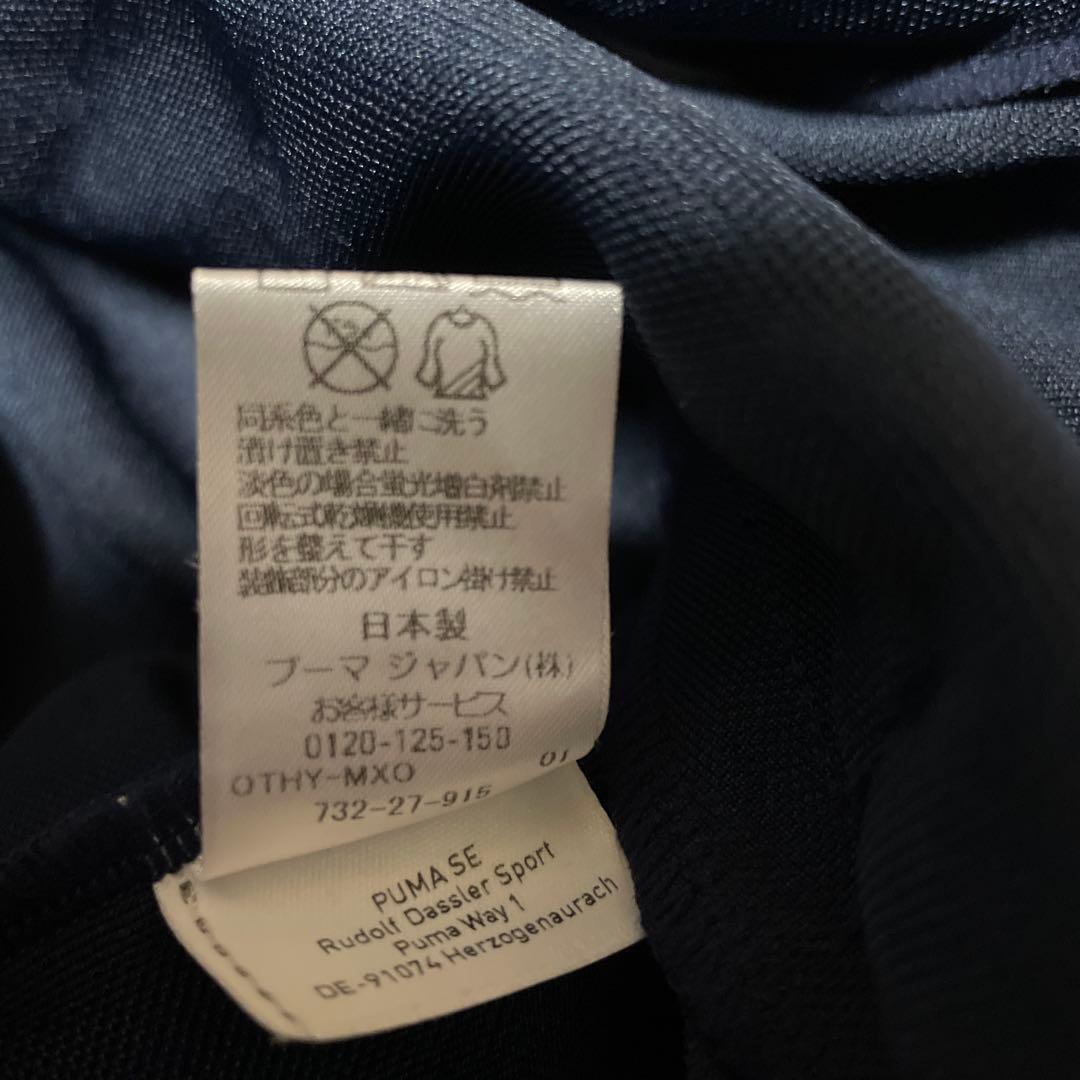 同系色と一緒に洗う
漬け置き禁止
淡色の場合蛍光増白剤禁止
回転式乾燥機使用禁止
形を整えて干す
装飾部分のアイロン掛け禁止
日本製
プーマ ジャパン(株)
お客様サービス
0120-125-150
OTHY-MXO 01
732-27-915
PUMA SE
Rudolf Dassler Sport
Puma Way 1
DE-91074 Herzogenaurach